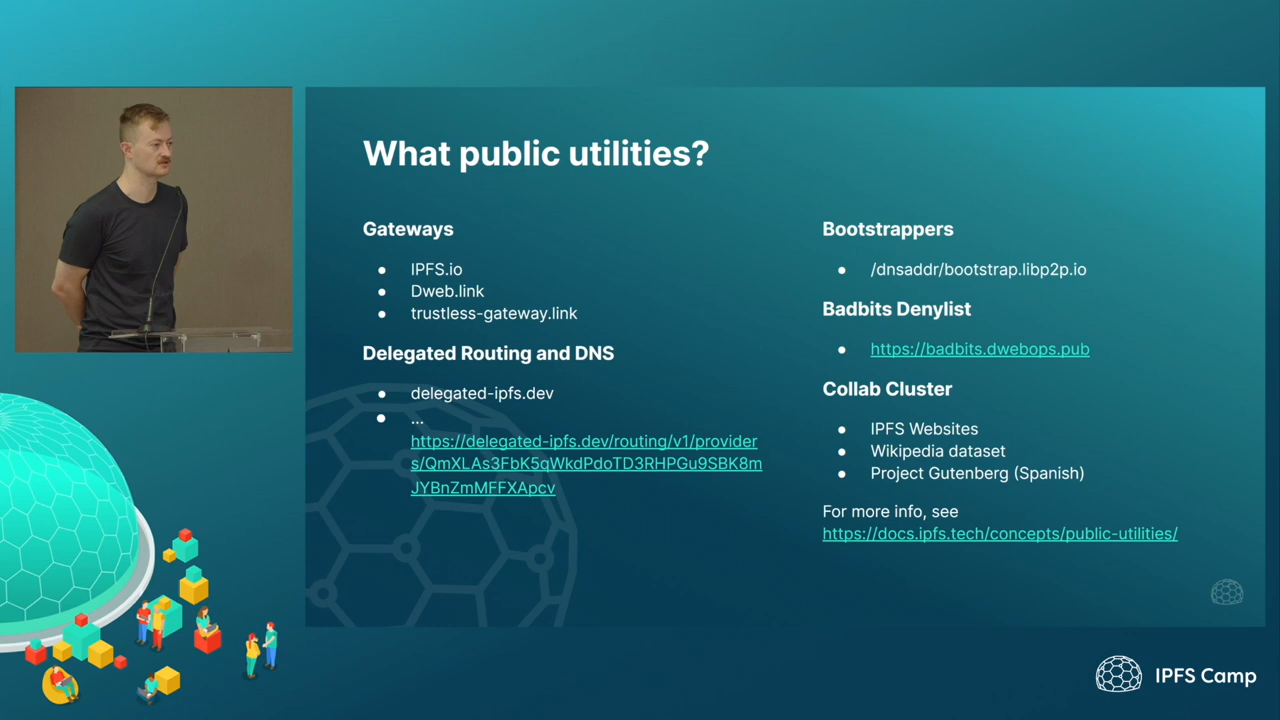 What public utilities?
Gateways
● IPFS.io
● Dweb.link
● trustless-gateway.link
Delegated Routing and DNS
● delegated-ipfs.dev
● ...
https://delegated-ipfs.dev/routing/v1/provider
s/QmXLAs3FbK5qWkdPdoTD3RHPGu9SBK8m
JYBnZmMFFXApcv
Bootstrappers
● /dnsaddr/bootstrap.libp2p.io
Badbits Denylist
● https://badbits.dwebops.pub
Collab Cluster
● IPFS Websites
● Wikipedia dataset
● Project Gutenberg (Spanish)
For more info, see
https://docs.ipfs.tech/concepts/public-utilities/
IPFS Camp